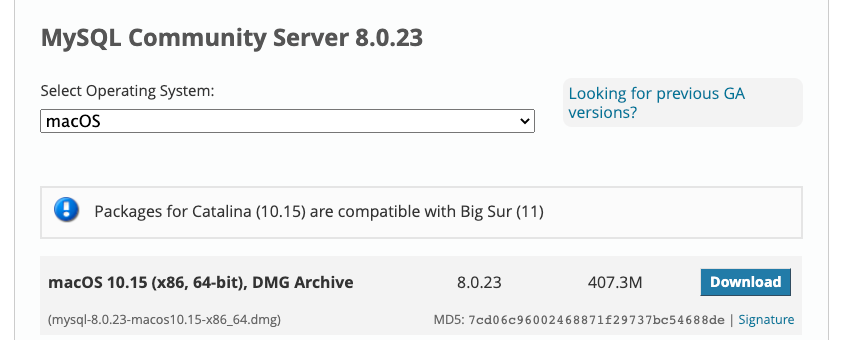 MySQL Community Server 8.0.23
Select Operating System:
macOS
Looking for previous GA
versions?
Packages for Catalina (10.15) are compatible with Big Sur (11)
macOS 10.15 (x86, 64-bit), DMG Archive 8.0.23 407.3M Download
(mysql-8.0.23-macos10.15-x86_64.dmg) MD5: 7cd06c96002468871f29737bc54688de | Signature